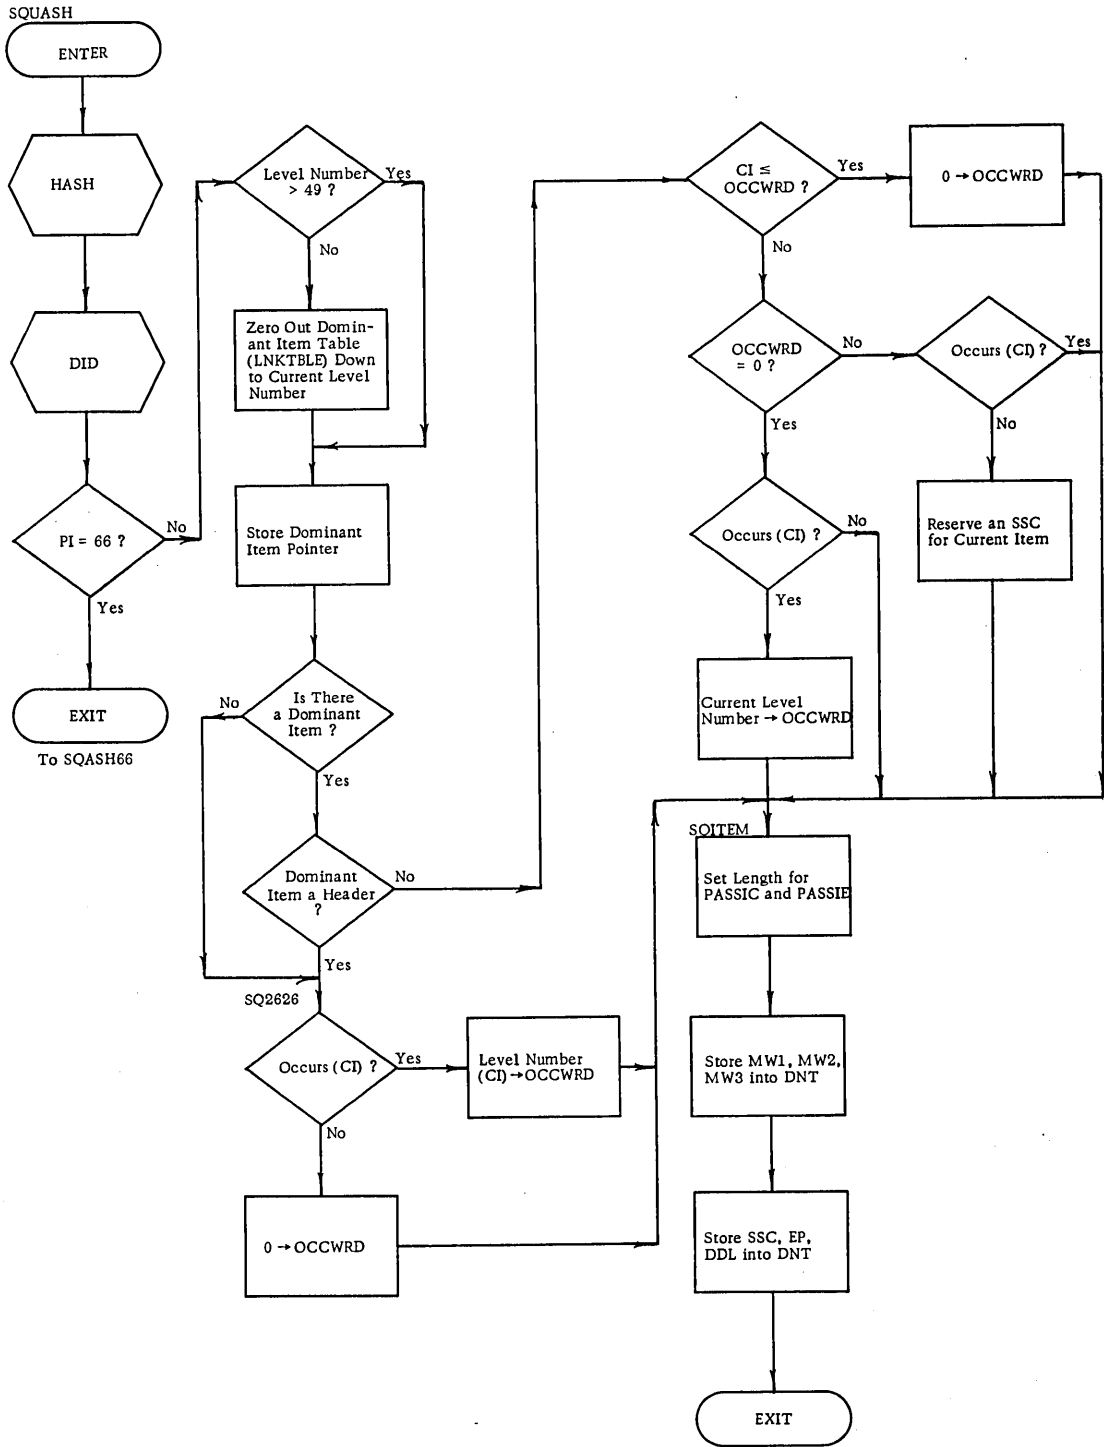 SQUASH
ENTER
HASH
DID
PI = 66 ?
No
Yes
EXIT
To SQASH66
Level Number
> 49 ?
Yes
No
Zero Out Domin-
ant Item Table
(LNKTBLE) Down
to Current Level
Number
Store Dominant
Item Pointer
Is There
a Dominant
Item ?
No
Yes
Dominant
Item a Header
?
No
Yes
SQ2626
Occurs (CI) ?
Yes
No
Level Number
(CI) → OCCWRD
0 → OCCWRD
CI ≤
OCCWRD ?
Yes
No
0 → OCCWRD
OCCWRD
= 0 ?
No
Yes
Occurs (CI) ?
Yes
No
Reserve an SSC
for Current Item
Occurs (CI) ?
No
Yes
Current Level
Number → OCCWRD
SQITEM
Set Length for
PASSIC and PASSIE
Store MW1, MW2,
MW3 into DNT
Store SSC, EP,
DDL into DNT
EXIT